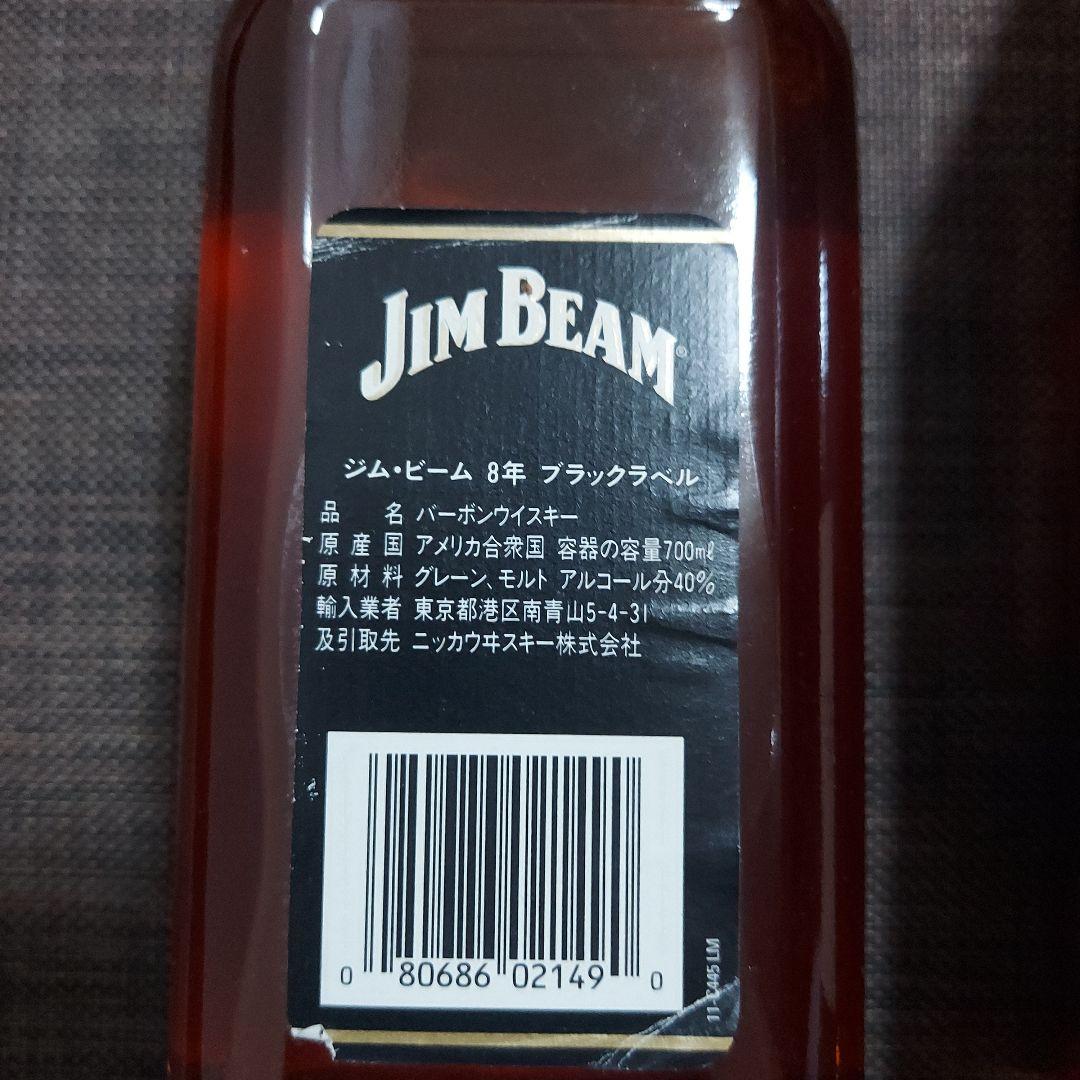 JIM BEAM®
ジム・ビーム 8年 ブラックラベル
品 名 バーボンウイスキー
原産国 アメリカ合衆国 容器の容量700mℓ
原材料 グレーン、モルト アルコール分40%
輸入業者 東京都港区南青山5-4-31
及引取先 ニッカウヰスキー株式会社
0 80686 02149 0